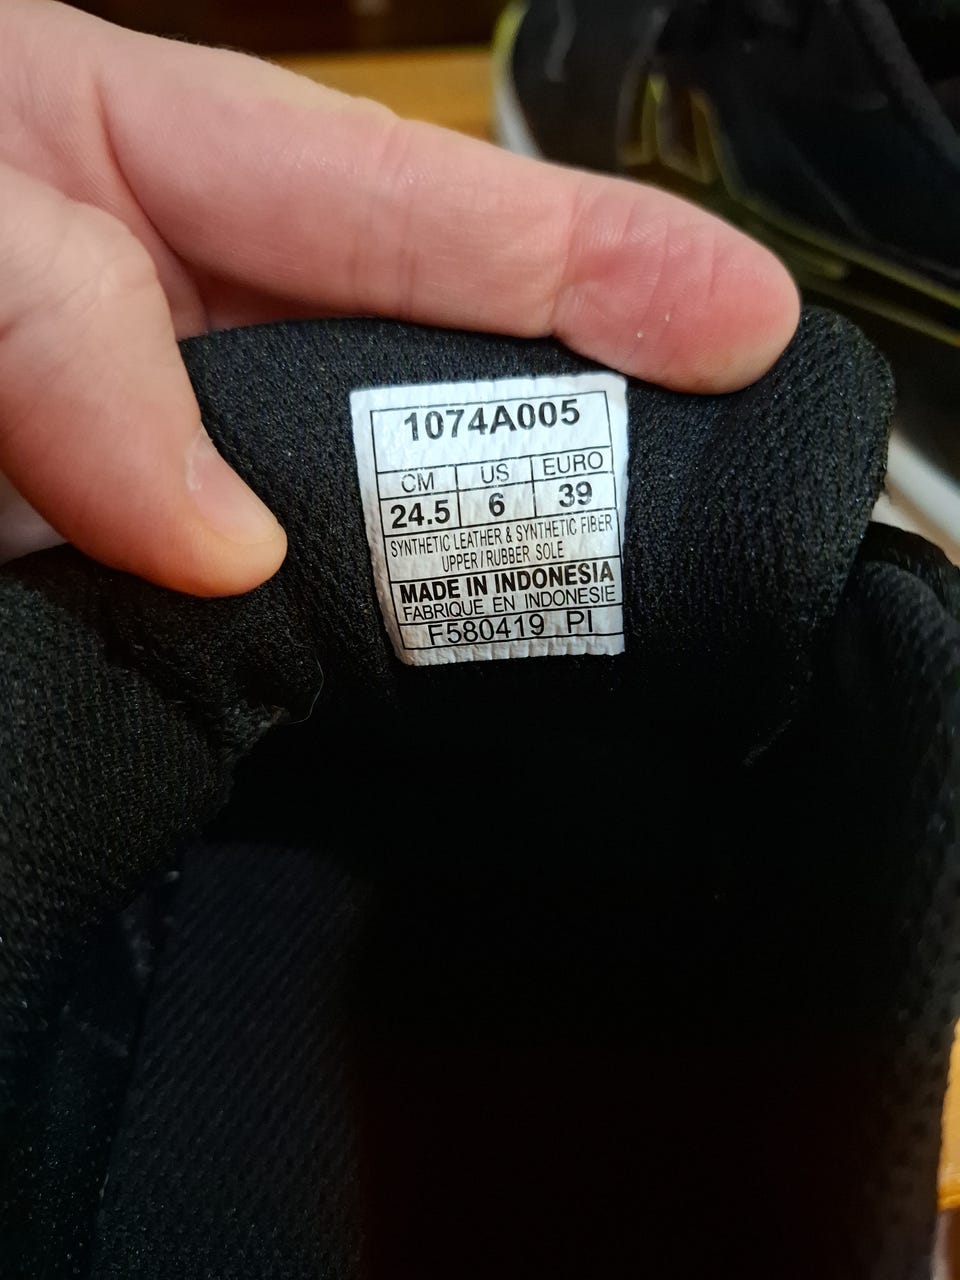 1074A005
CM US EURO
24.5 6 39
SYNTHETIC LEATHER & SYNTHETIC FIBER
UPPER / RUBBER SOLE
MADE IN INDONESIA
FABRIQUE EN INDONESIE
F580419 PI